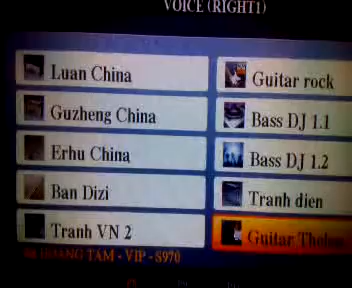 VOICE (RIGHT1)
Luan China
Guzheng China
Erhu China
Ban Dizi
Tranh VN 2
Guitar rock
Bass DJ 1.1
Bass DJ 1.2
Tranh dien
Guitar
TAM - VIP - S970